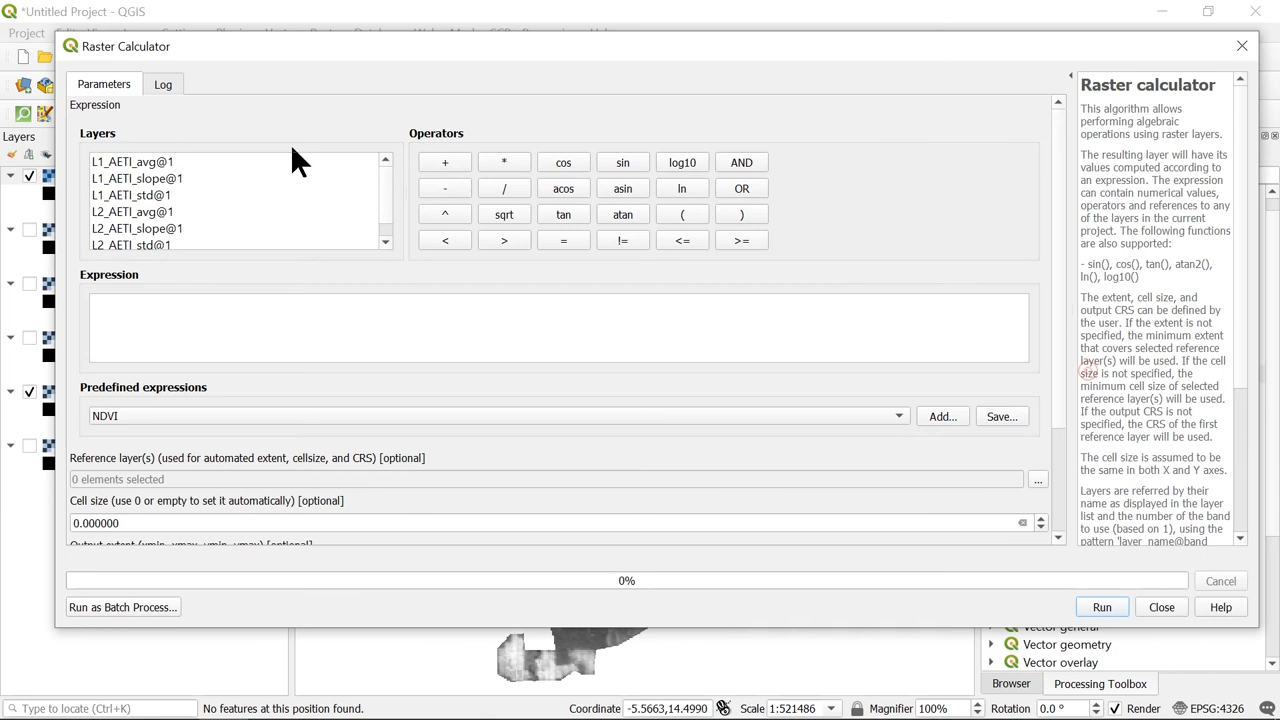 *Untitled Project - QGIS
Raster Calculator
Parameters
Log
Layers
Expression
Layers
L1_AETI_avg@1
L1_AETI_slope@1
L1_AETI_std@1
L2_AETI_avg@1
L2_AETI_slope@1
L2_AETI_std@1
Operators
+ * cos sin log10 AND
- / acos asin ln OR
^ sqrt tan atan ( )
< > = != <= >=
Expression
Predefined expressions
NDVI
Add...
Save...
Reference layer(s) (used for automated extent, cellsize, and CRS) [optional]
0 elements selected
...
Cell size (use 0 or empty to set it automatically) [optional]
0.000000
Output extent (xmin, xmax, ymin, ymax) [optional]
0%
Cancel
Run as Batch Process...
Run
Close
Help
Raster calculator
This algorithm allows
performing algebraic
operations using raster layers.
The resulting layer will have its
values computed according to
an expression. The expression
can contain numerical values,
operators and references to any
of the layers in the current
project. The following functions
are also supported:
- sin(), cos(), tan(), atan2(),
ln(), log10()
The extent, cell size, and
output CRS can be defined by
the user. If the extent is not
specified, the minimum extent
that covers selected reference
layer(s) will be used. If the cell
size is not specified, the
minimum cell size of selected
reference layer(s) will be used.
If the output CRS is not
specified, the CRS of the first
reference layer will be used.
The cell size is assumed to be
the same in both X and Y axes.
Layers are referred by their
name as displayed in the layer
list and the number of the band
to use (based on 1), using the
pattern 'layer_name@band
Vector general
Vector geometry
Vector overlay
Browser
Processing Toolbox
Type to locate (Ctrl+K)
No features at this position found.
Coordinate -5.5663,14.4990
Scale 1:521486
Magnifier 100%
Rotation 0.0 °
Render
EPSG:4326